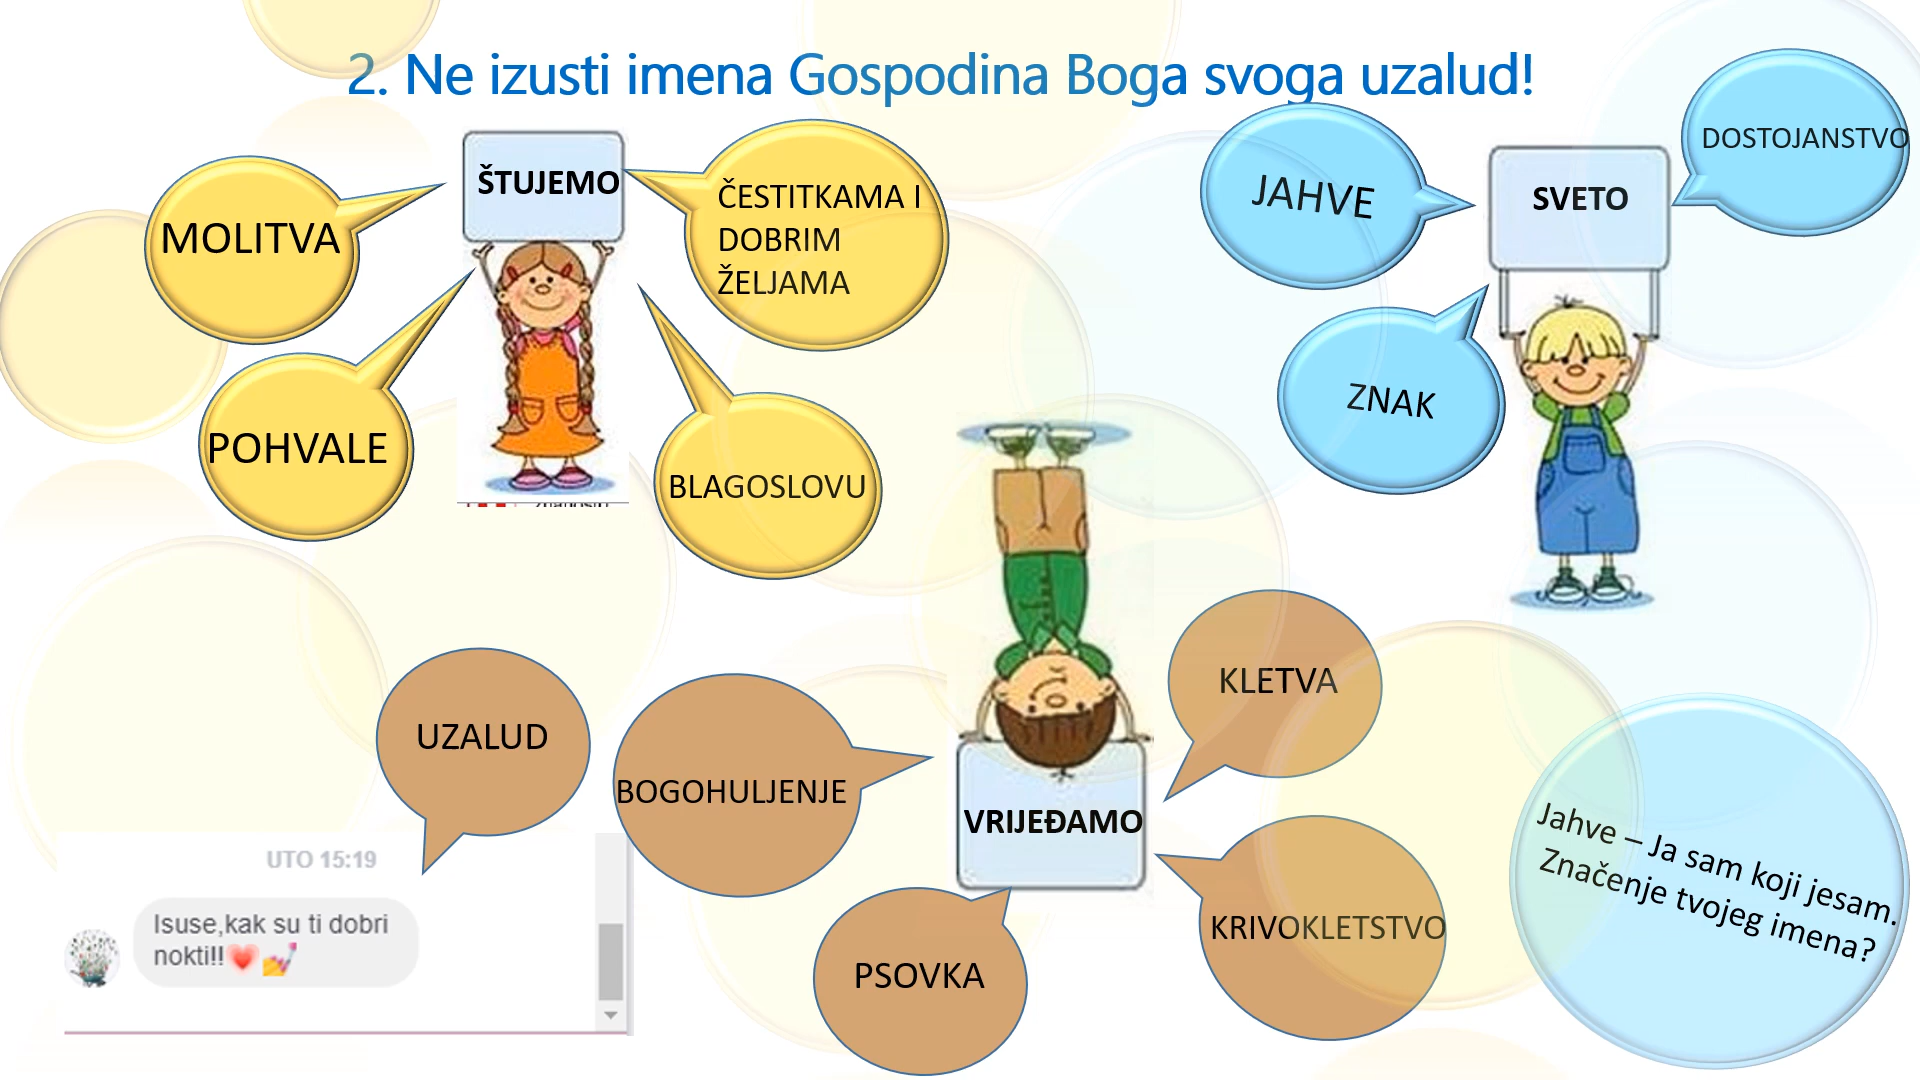 2. Ne izusti imena Gospodina Boga svoga uzalud!
ŠTUJEMO
MOLITVA
ČESTITKAMA I
DOBRIM
ŽELJAMA
POHVALE
BLAGOSLOVU
SVETO
JAHVE
DOSTOJANSTVO
ZNAK
VRIJEĐAMO
UZALUD
BOGOHULJENJE
KLETVA
PSOVKA
KRIVOKLETSTVO
UTO 15:19
Isuse,kak su ti dobri
nokti!!❤️💅
Jahve – Ja sam koji jesam.
Značenje tvojeg imena?